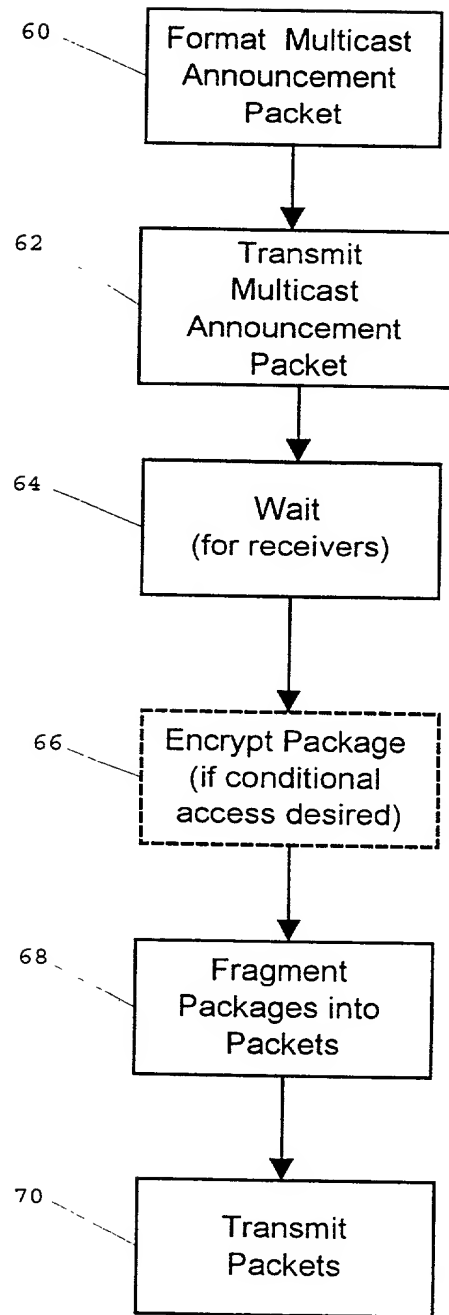 60
Format Multicast
Announcement
Packet
62
Transmit
Multicast
Announcement
Packet
64
Wait
(for receivers)
66
Encrypt Package
(if conditional
access desired)
68
Fragment
Packages into
Packets
70
Transmit
Packets